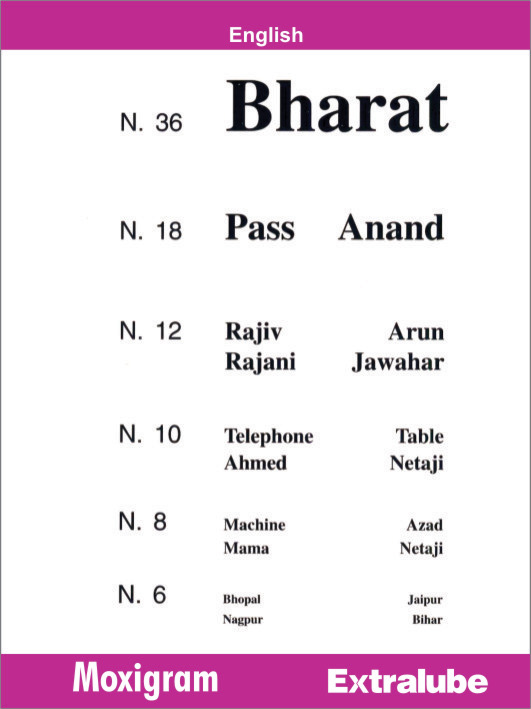 English
N. 36 Bharat
N. 18 Pass Anand
N. 12 Rajiv Arun
Rajani Jawahar
N. 10 Telephone Table
Ahmed Netaji
N. 8 Machine Azad
Mama Netaji
N. 6 Bhopal Jaipur
Nagpur Bihar
Moxigram Extralube